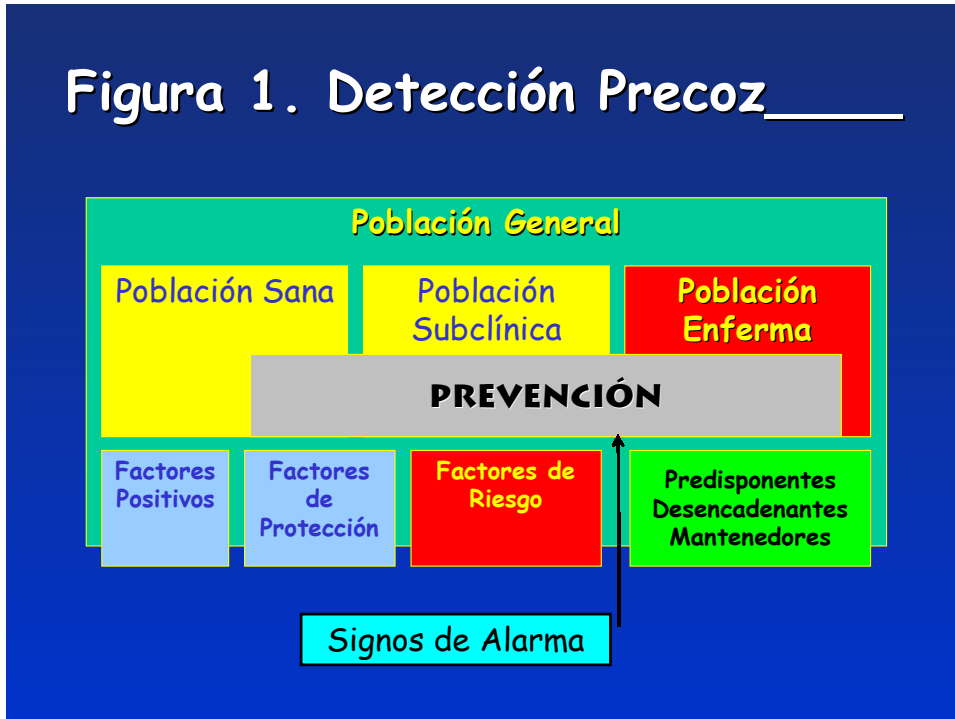 Figura 1. Detección Precoz____
Población General
Población Sana
Población
Subclínica
Población
Enferma
PREVENCIÓN
Factores
Positivos
Factores
de
Protección
Factores de
Riesgo
Predisponentes
Desencadenantes
Mantenedores
Signos de Alarma